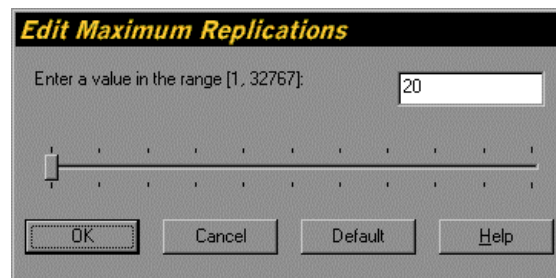 Edit Maximum Replications
Enter a value in the range [1, 32767]:
20
OK
Cancel
Default
Help